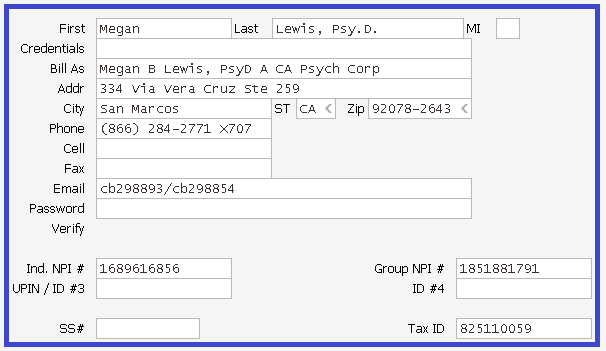 First Megan Last Lewis, Psy.D. MI
Credentials
Bill As Megan B Lewis, PsyD A CA Psych Corp
Addr 334 Via Vera Cruz Ste 259
City San Marcos ST CA < Zip 92078-2643 <
Phone (866) 284-2771 X707
Cell
Fax
Email cb298893/cb298854
Password
Verify
Ind. NPI # 1689616856 Group NPI # 1851881791
UPIN / ID #3 ID #4
SS# Tax ID 825110059